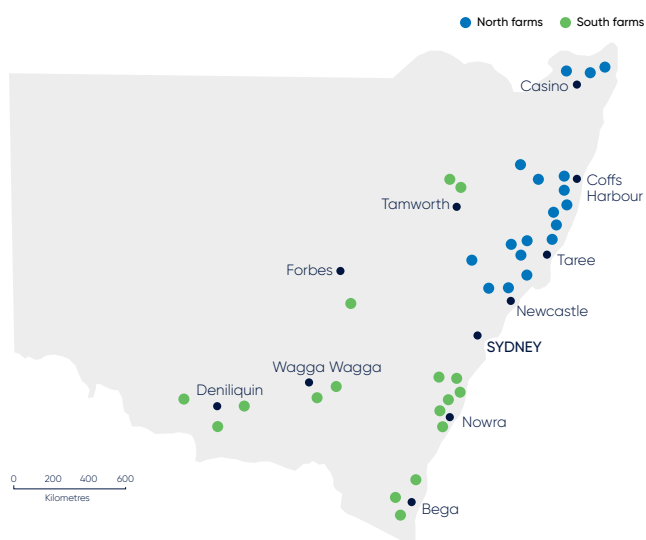 North farms
South farms
Casino
Coffs
Harbour
Tamworth
Taree
Forbes
Newcastle
SYDNEY
Wagga Wagga
Deniliquin
Nowra
0 200 400 600
Kilometres
Bega